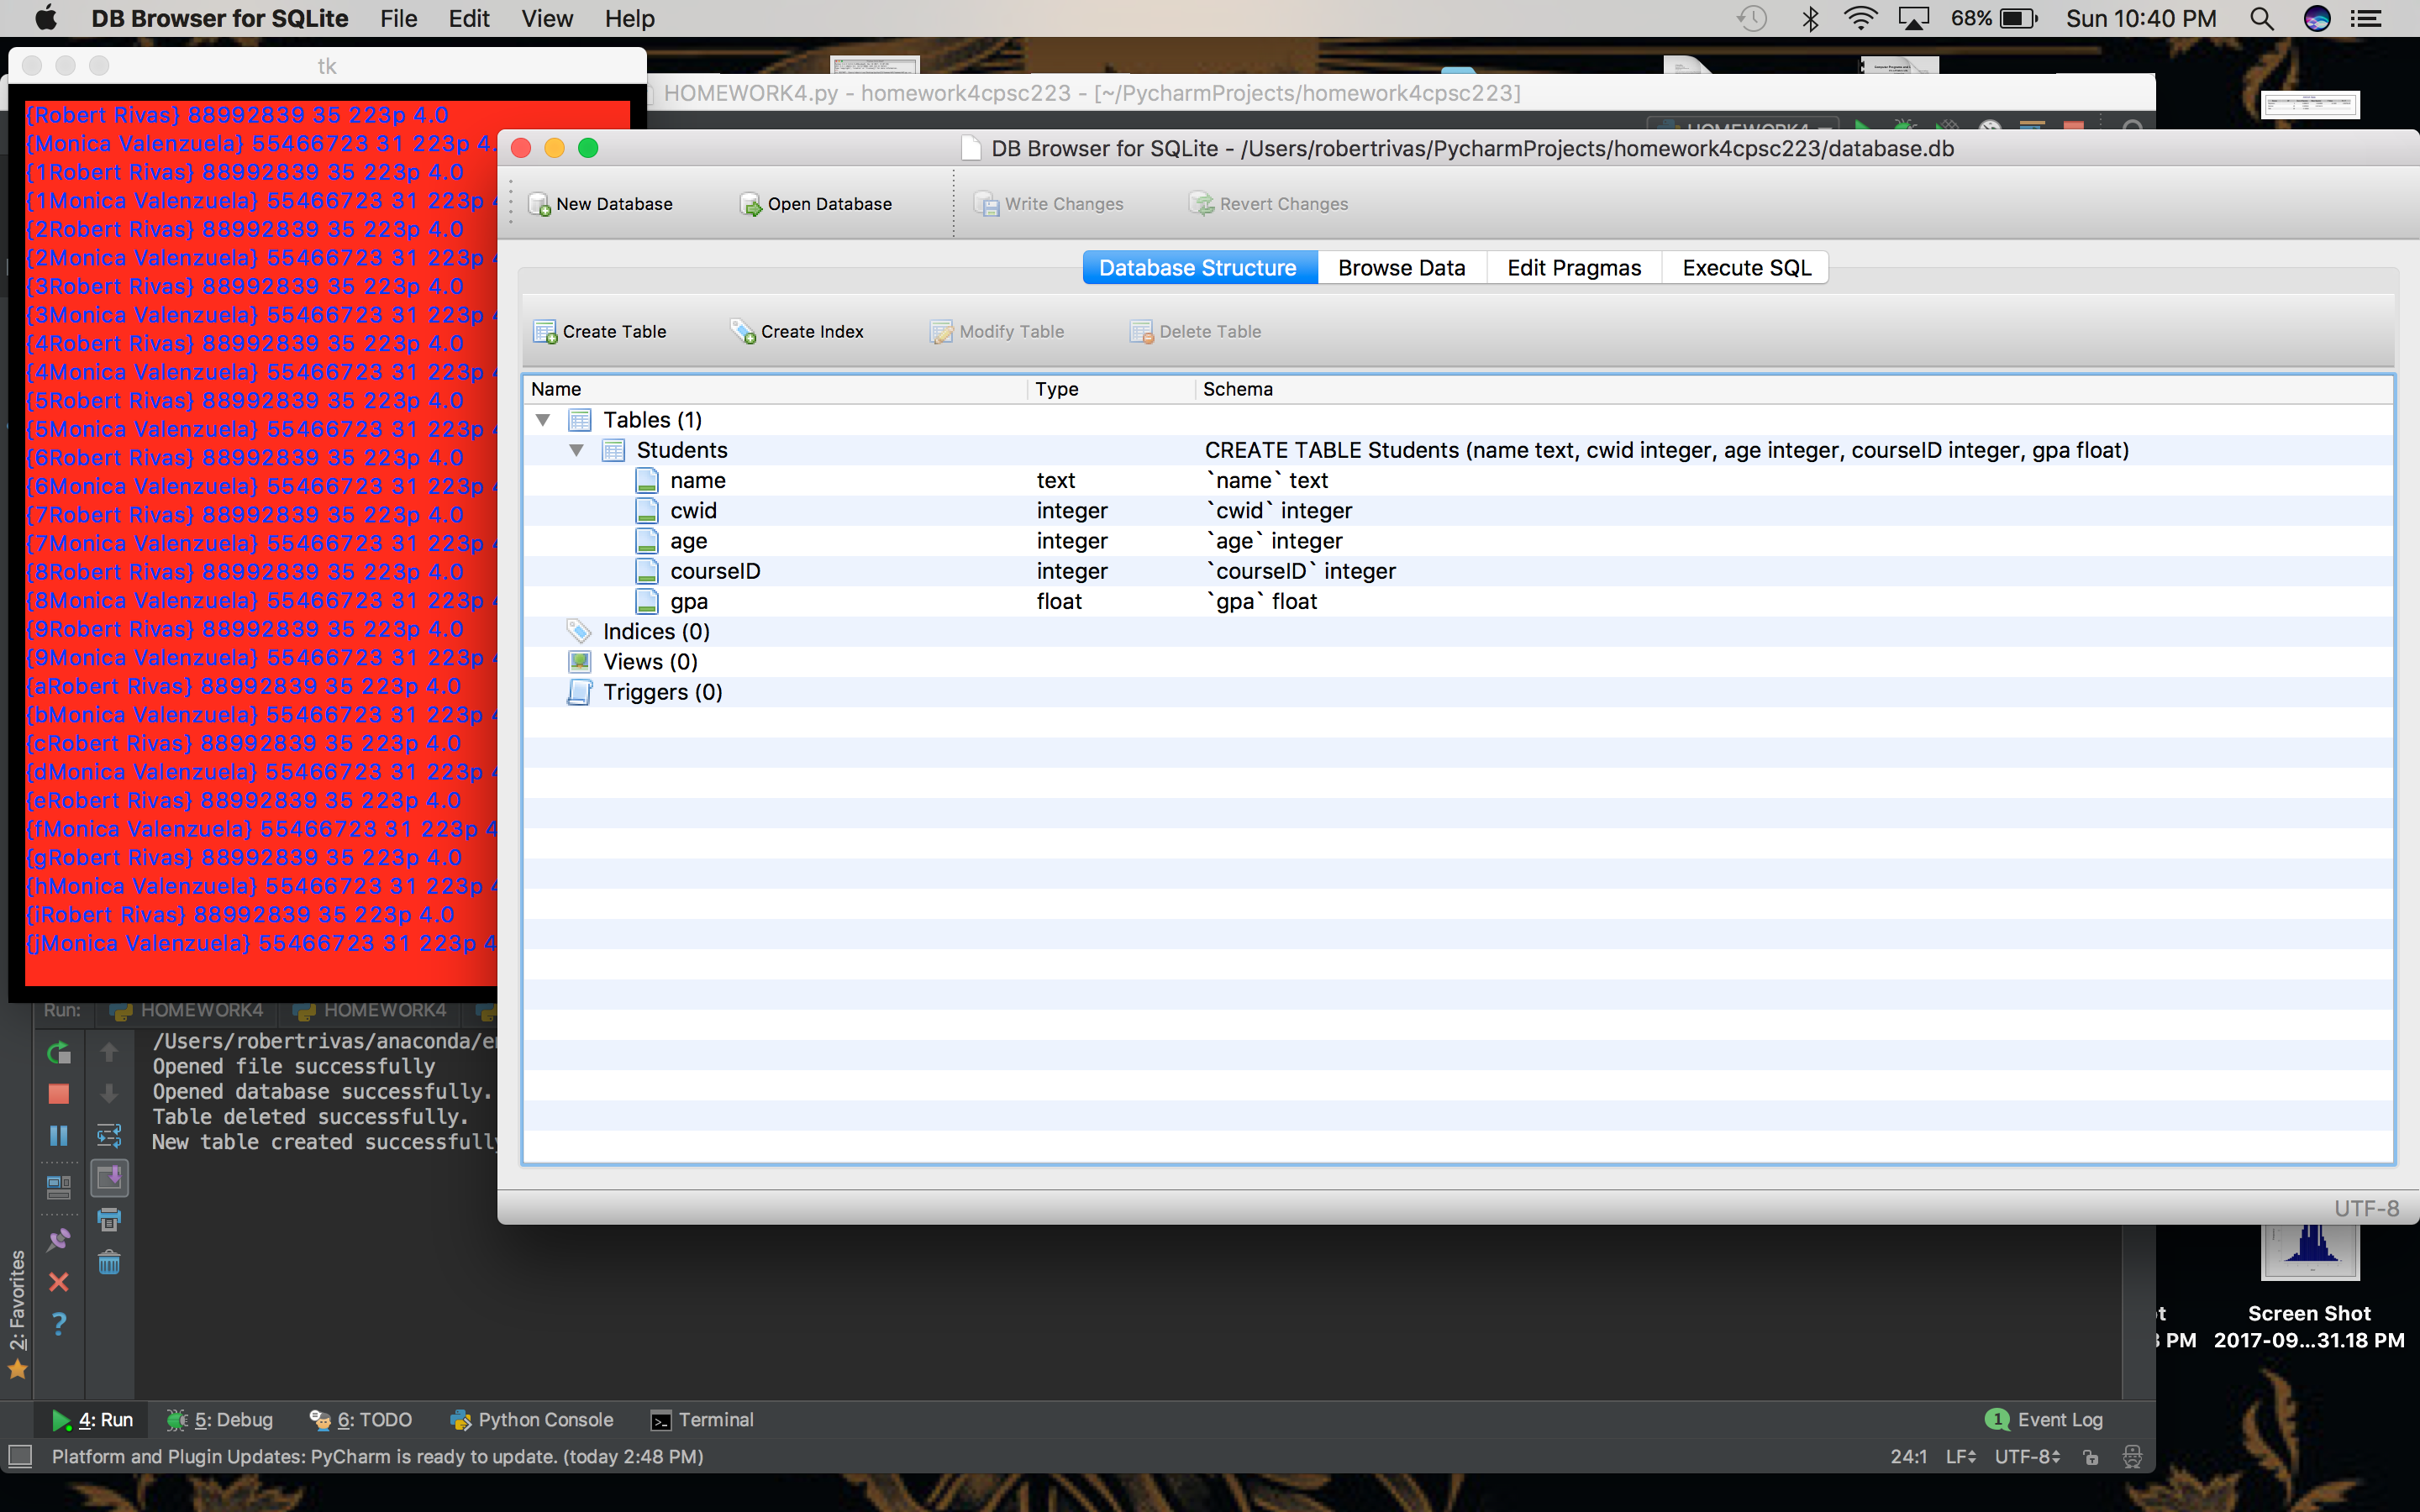 DB Browser for SQLite File Edit View Help 68% Sun 10:40 PM
tk
HOMEWORK4.py - homework4cpsc223 - [~/PycharmProjects/homework4cpsc223]
{Robert Rivas} 88992839 35 223p 4.0
{Monica Valenzuela} 55466723 31 223p 4.
{1Robert Rivas} 88992839 35 223p 4.0
{1Monica Valenzuela} 55466723 31 223p
{2Robert Rivas} 88992839 35 223p 4.0
{2Monica Valenzuela} 55466723 31 223p
{3Robert Rivas} 88992839 35 223p 4.0
{3Monica Valenzuela} 55466723 31 223p
{4Robert Rivas} 88992839 35 223p 4.0
{4Monica Valenzuela} 55466723 31 223p
{5Robert Rivas} 88992839 35 223p 4.0
{5Monica Valenzuela} 55466723 31 223p
{6Robert Rivas} 88992839 35 223p 4.0
{6Monica Valenzuela} 55466723 31 223p
{7Robert Rivas} 88992839 35 223p 4.0
{7Monica Valenzuela} 55466723 31 223p
{8Robert Rivas} 88992839 35 223p 4.0
{8Monica Valenzuela} 55466723 31 223p
{9Robert Rivas} 88992839 35 223p 4.0
{9Monica Valenzuela} 55466723 31 223p
{aRobert Rivas} 88992839 35 223p 4.0
{bMonica Valenzuela} 55466723 31 223p
{cRobert Rivas} 88992839 35 223p 4.0
{dMonica Valenzuela} 55466723 31 223p
{eRobert Rivas} 88992839 35 223p 4.0
{fMonica Valenzuela} 55466723 31 223p 4
{gRobert Rivas} 88992839 35 223p 4.0
{hMonica Valenzuela} 55466723 31 223p
{iRobert Rivas} 88992839 35 223p 4.0
{jMonica Valenzuela} 55466723 31 223p 4
HOMEWORK4
DB Browser for SQLite - /Users/robertrivas/PycharmProjects/homework4cpsc223/database.db
New Database Open Database Write Changes Revert Changes
Database Structure Browse Data Edit Pragmas Execute SQL
Create Table Create Index Modify Table Delete Table
Name Type Schema
Tables (1)
Students CREATE TABLE Students (name text, cwid integer, age integer, courseID integer, gpa float)
name text `name` text
cwid integer `cwid` integer
age integer `age` integer
courseID integer `courseID` integer
gpa float `gpa` float
Indices (0)
Views (0)
Triggers (0)
UTF-8
Run: HOMEWORK4 HOMEWORK4
/Users/robertrivas/anaconda/e
Opened file successfully
Opened database successfully.
Table deleted successfully.
New table created successfully
2: Favorites
Screen Shot
PM 2017-09...31.18 PM
4: Run 5: Debug 6: TODO Python Console Terminal 1 Event Log
Platform and Plugin Updates: PyCharm is ready to update. (today 2:48 PM) 24:1 LF UTF-8